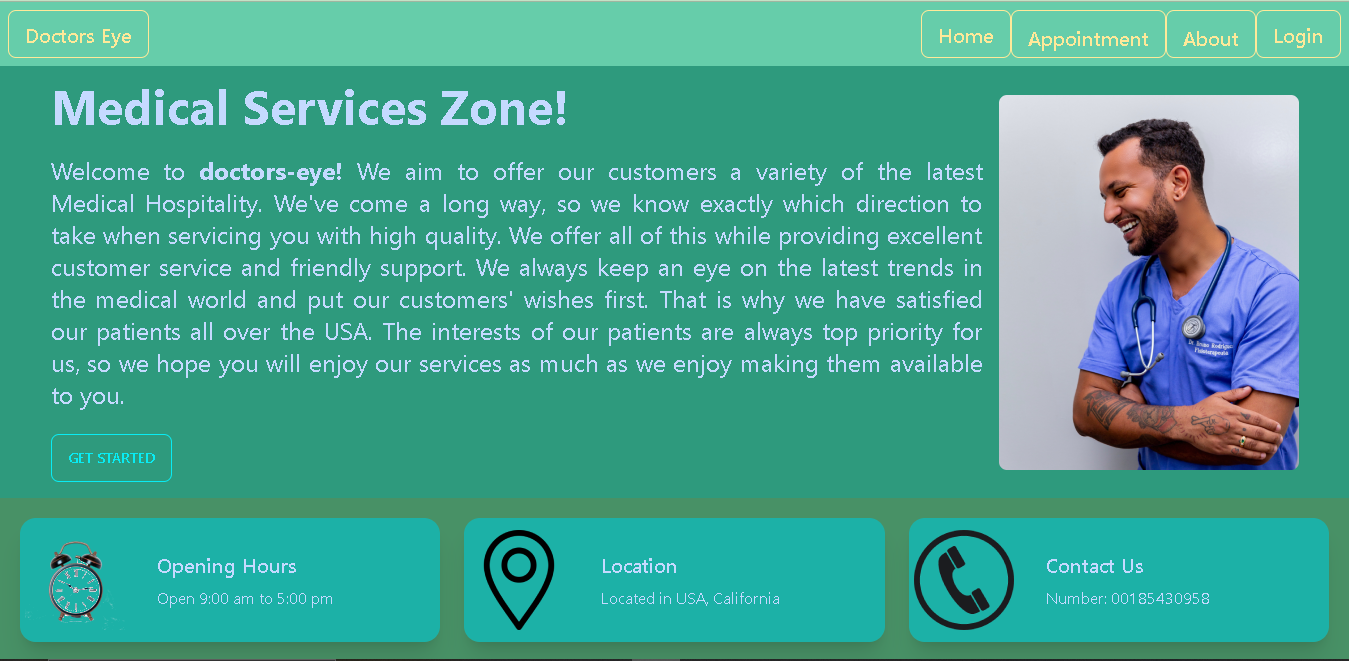 Doctors Eye
Home
Appointment
About
Login
Medical Services Zone!
Welcome to doctors-eye! We aim to offer our customers a variety of the latest
Medical Hospitality. We've come a long way, so we know exactly which direction to
take when servicing you with high quality. We offer all of this while providing excellent
customer service and friendly support. We always keep an eye on the latest trends in
the medical world and put our customers' wishes first. That is why we have satisfied
our patients all over the USA. The interests of our patients are always top priority for
us, so we hope you will enjoy our services as much as we enjoy making them available
to you.
GET STARTED
Dr. Bruno Rodrigu
Fisioterapeuta
Opening Hours
Open 9:00 am to 5:00 pm
Location
Located in USA, California
Contact Us
Number: 00185430958